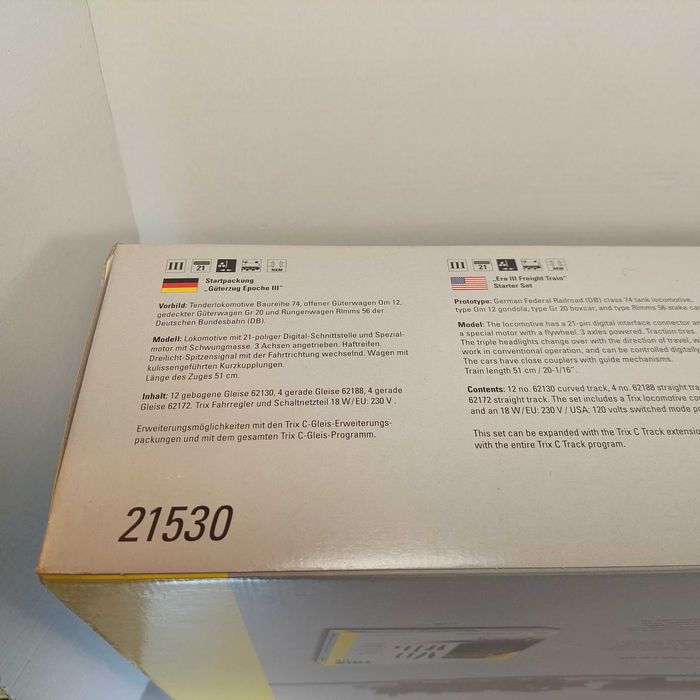 III 21 NEM
Startpackung
„Güterzug Epoche III“
Vorbild: Tenderlokomotive Baureihe 74, offener Güterwagen Om 12,
gedeckter Güterwagen Gr 20 und Rungenwagen Rlmms 56 der
Deutschen Bundesbahn (DB).
Modell: Lokomotive mit 21-poliger Digital-Schnittstelle und Spezial-
motor mit Schwungmasse. 3 Achsen angetrieben. Haftreifen.
Dreilicht-Spitzensignal mit der Fahrtrichtung wechselnd. Wagen mit
kulissengeführten Kurzkupplungen.
Länge des Zuges 51 cm.
Inhalt: 12 gebogene Gleise 62130, 4 gerade Gleise 62188, 4 gerade
Gleise 62172. Trix Fahrregler und Schaltnetzteil 18 W/EU: 230 V.
Erweiterungsmöglichkeiten mit den Trix C-Gleis-Erweiterungs-
packungen und mit dem gesamten Trix C-Gleis-Programm.
21530
III 21 NEM
„Era III Freight Train“
Starter Set
Prototype: German Federal Railroad (DB) class 74 tank locomotive,
type Om 12 gondola, type Gr 20 boxcar, and type Rlmms 56 stake
Model: The locomotive has a 21-pin digital interface connector
a special motor with a flywheel. 3 axles powered. Traction tires.
The triple headlights change over with the direction of travel,
work in conventional operation, and can be controlled digitally
The cars have close couplers with guide mechanisms.
Train length 51 cm / 20-1/16".
Contents: 12 no. 62130 curved track, 4 no. 62188 straight
62172 straight track. The set includes a Trix locomotive
and an 18 W/EU: 230 V / USA: 120 volts switched mode
This set can be expanded with the Trix C Track
with the entire Trix C Track program.